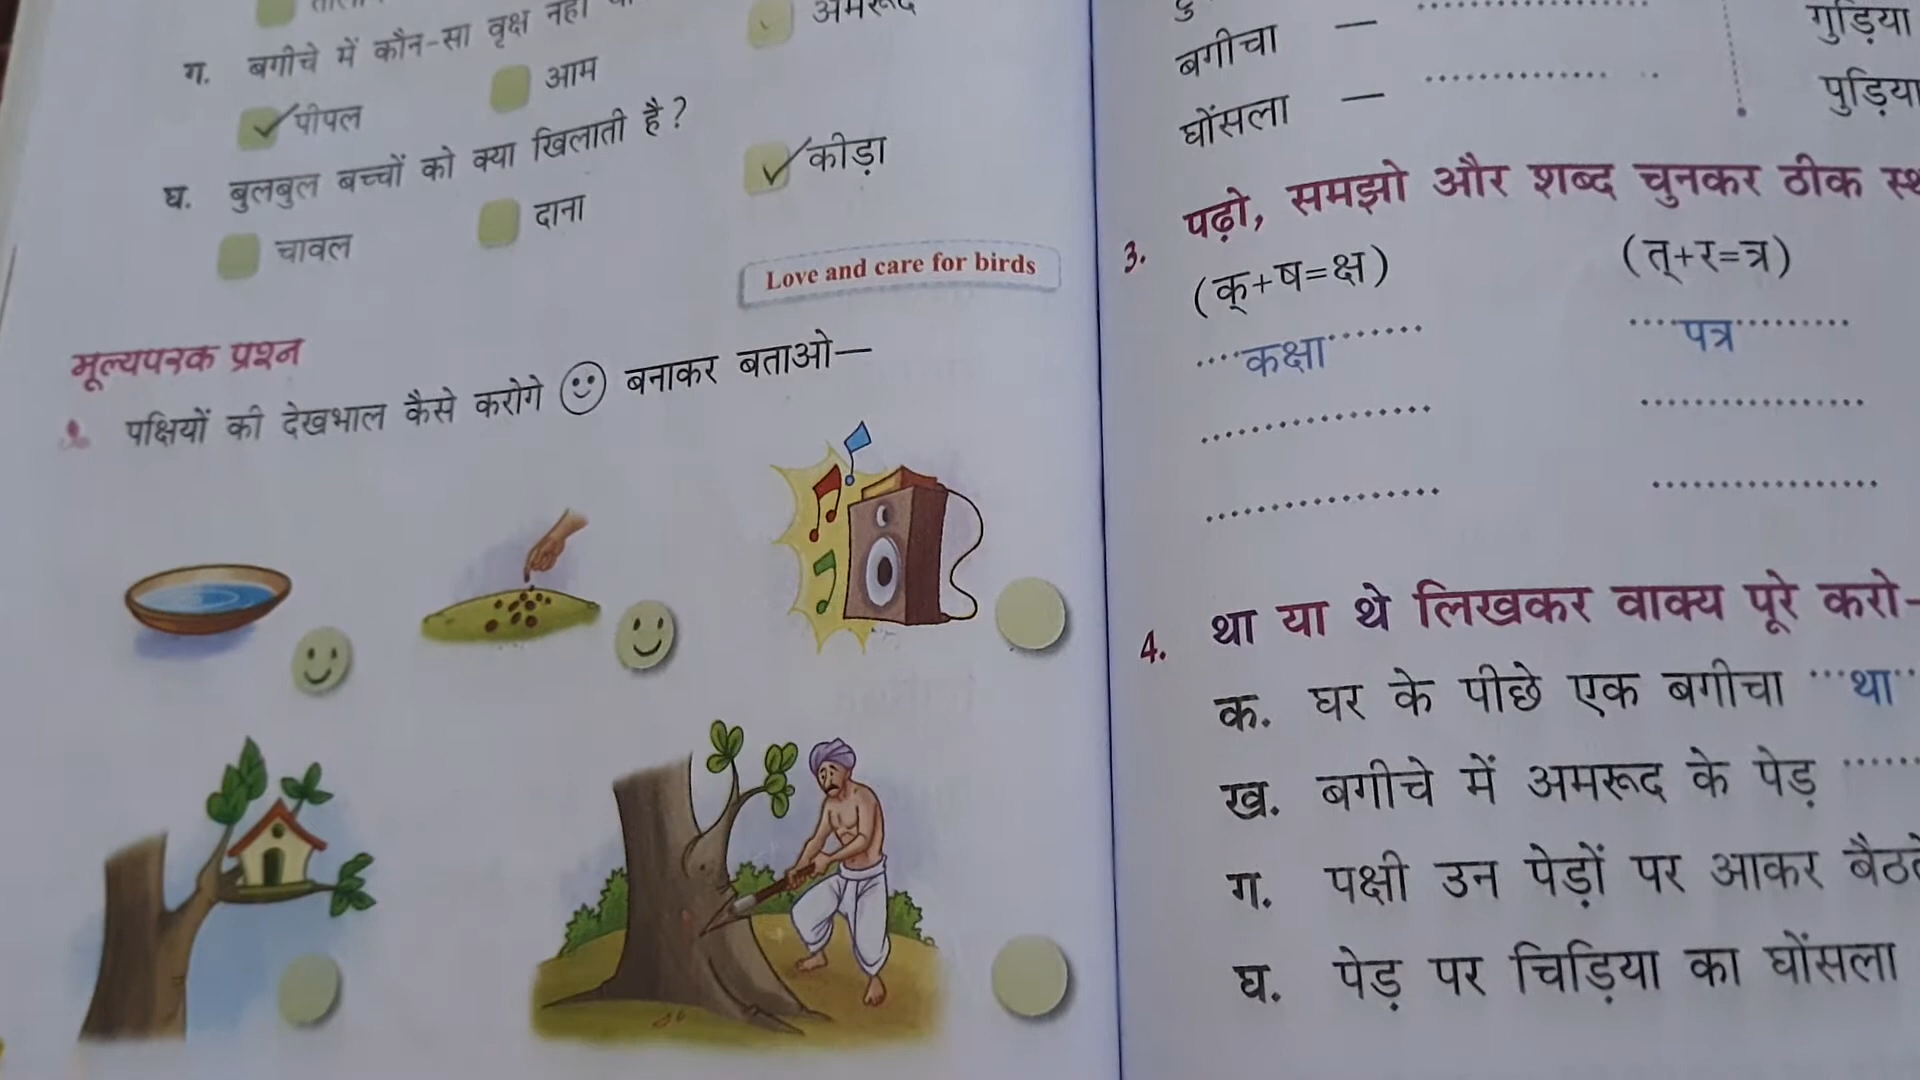 ग. बगीचे में कौन-सा वृक्ष नहीं
अमरूद
पीपल
आम
घ. बुलबुल बच्चों को क्या खिलाती है?
चावल
दाना
कीड़ा
Love and care for birds
मूल्यपरक प्रश्न
पक्षियों की देखभाल कैसे करोगे बनाकर बताओ—
बगीचा —
गुड़िया
घोंसला —
पुड़िया
3. पढ़ो, समझो और शब्द चुनकर ठीक
(क्+ष=क्ष)
(त्+र=त्र)
कक्षा
पत्र
4. था या थे लिखकर वाक्य पूरे करो-
क. घर के पीछे एक बगीचा था
ख. बगीचे में अमरूद के पेड़
ग. पक्षी उन पेड़ों पर आकर
घ. पेड़ पर चिड़िया का घोंसला